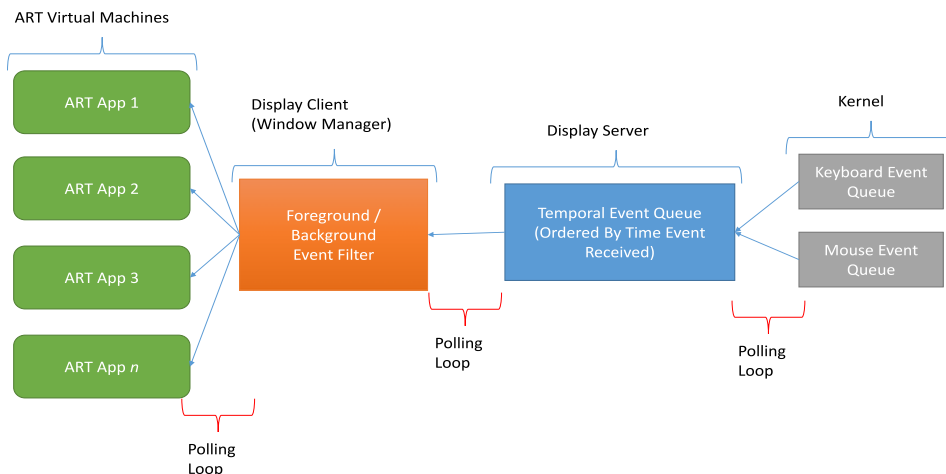 ART Virtual Machines
ART App 1
ART App 2
ART App 3
ART App n
Polling
Loop
Display Client
(Window Manager)
Foreground /
Background
Event Filter
Polling
Loop
Display Server
Temporal Event Queue
(Ordered By Time Event
Received)
Polling
Loop
Kernel
Keyboard Event
Queue
Mouse Event
Queue